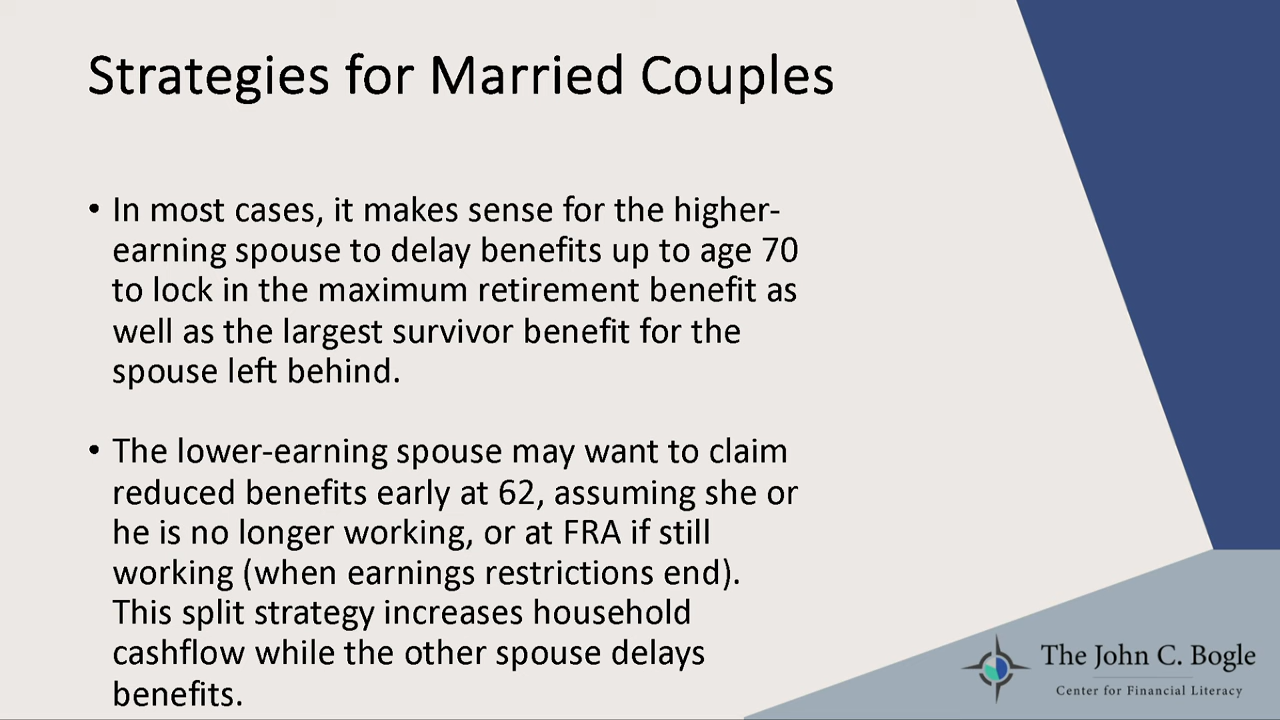 Strategies for Married Couples
• In most cases, it makes sense for the higher-
earning spouse to delay benefits up to age 70
to lock in the maximum retirement benefit as
well as the largest survivor benefit for the
spouse left behind.
• The lower-earning spouse may want to claim
reduced benefits early at 62, assuming she or
he is no longer working, or at FRA if still
working (when earnings restrictions end).
This split strategy increases household
cashflow while the other spouse delays
benefits.
The John C. Bogle
Center for Financial Literacy